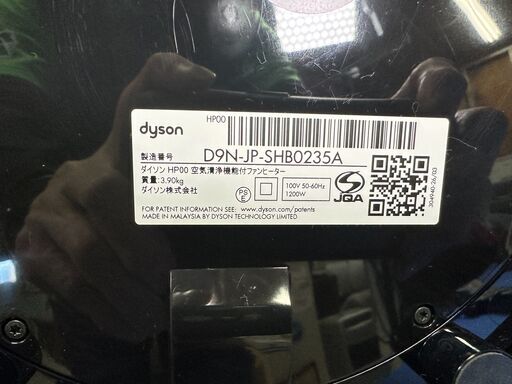 HP00
dyson
製造番号 D9N-JP-SHB0235A
ダイソン HP00 空気清浄機能付ファンヒーター
質量:3.90kg
ダイソン株式会社
PS
E
100V 50-60Hz
1200W
JQA
FOR PATENT INFORMATION SEE: www.dyson.com/patents
MADE IN MALAYSIA BY DYSON TECHNOLOGY LIMITED